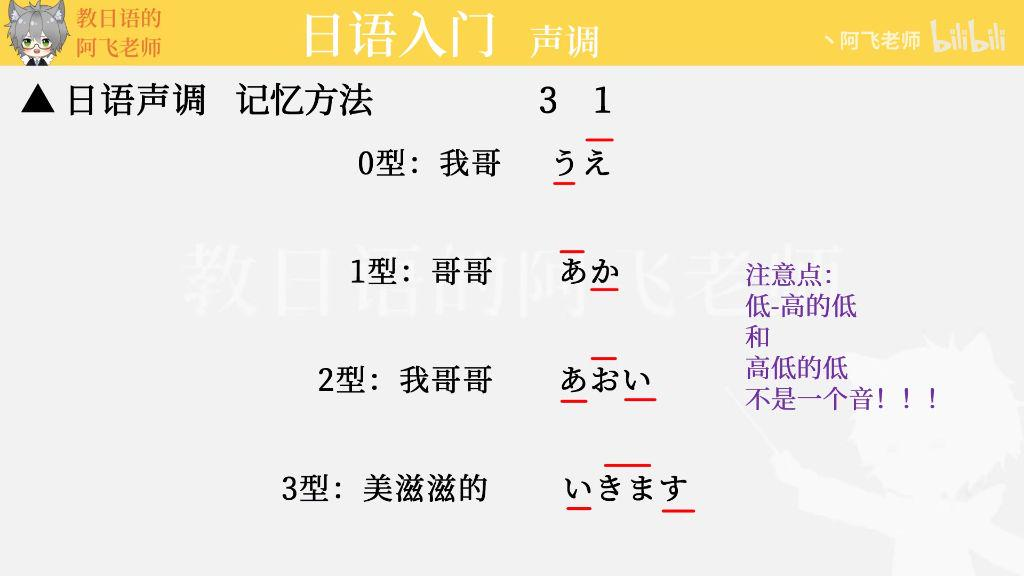 教日语的
阿飞老师
日语入门 声调
丶阿飞老师 bilibili
▲日语声调 记忆方法 3 1
0型：我哥 うえ
1型：哥哥 あか
2型：我哥哥 あおい
3型：美滋滋的 いきます
注意点：
低-高的低
和
高低的低
不是一个音！！！
教日语的阿飞老师